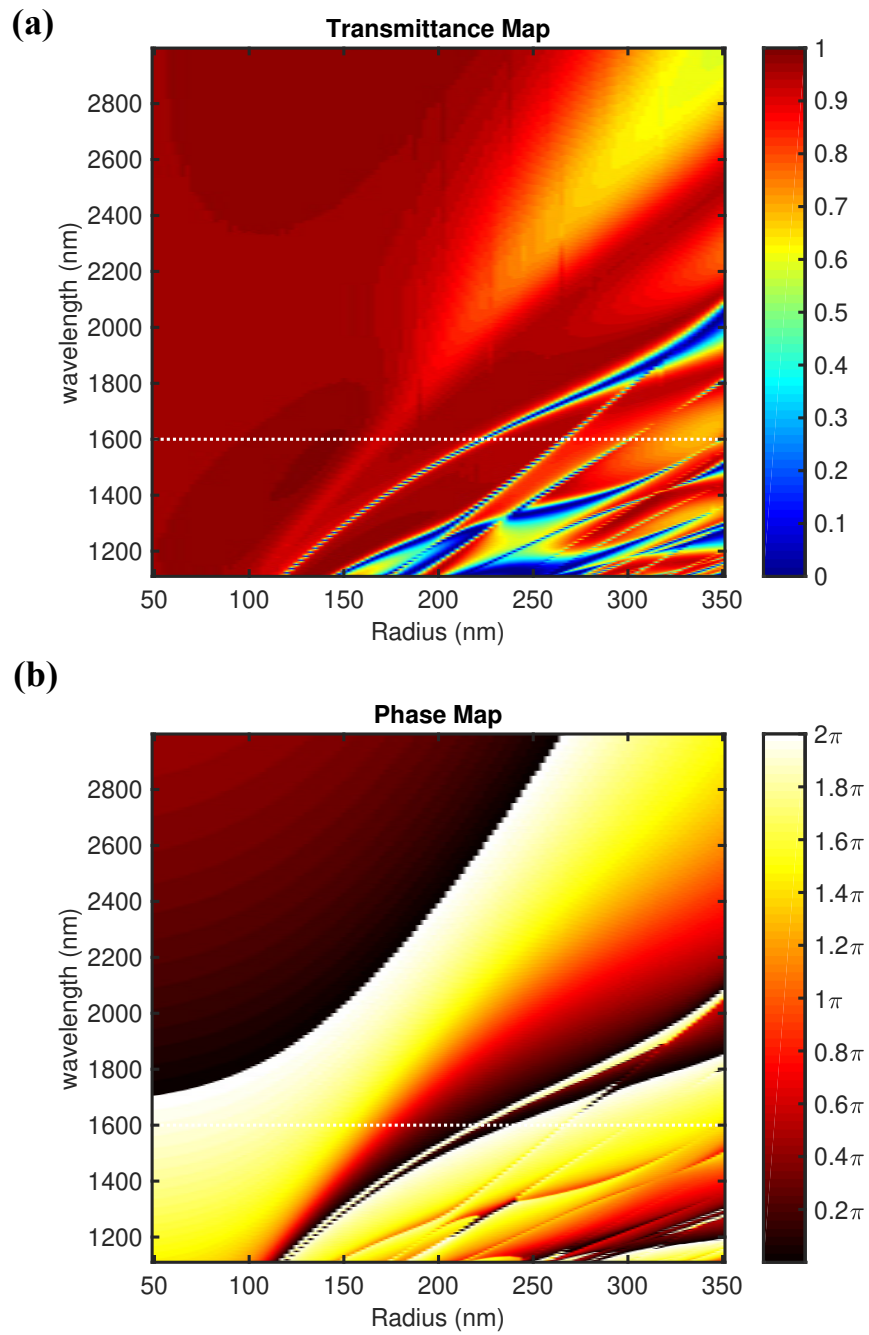 (a)
Transmittance Map
wavelength (nm)
2800
2600
2400
2200
2000
1800
1600
1400
1200
50 100 150 200 250 300 350
Radius (nm)
1
0.9
0.8
0.7
0.6
0.5
0.4
0.3
0.2
0.1
0
(b)
Phase Map
wavelength (nm)
2800
2600
2400
2200
2000
1800
1600
1400
1200
50 100 150 200 250 300 350
Radius (nm)
2π
1.8π
1.6π
1.4π
1.2π
1π
0.8π
0.6π
0.4π
0.2π